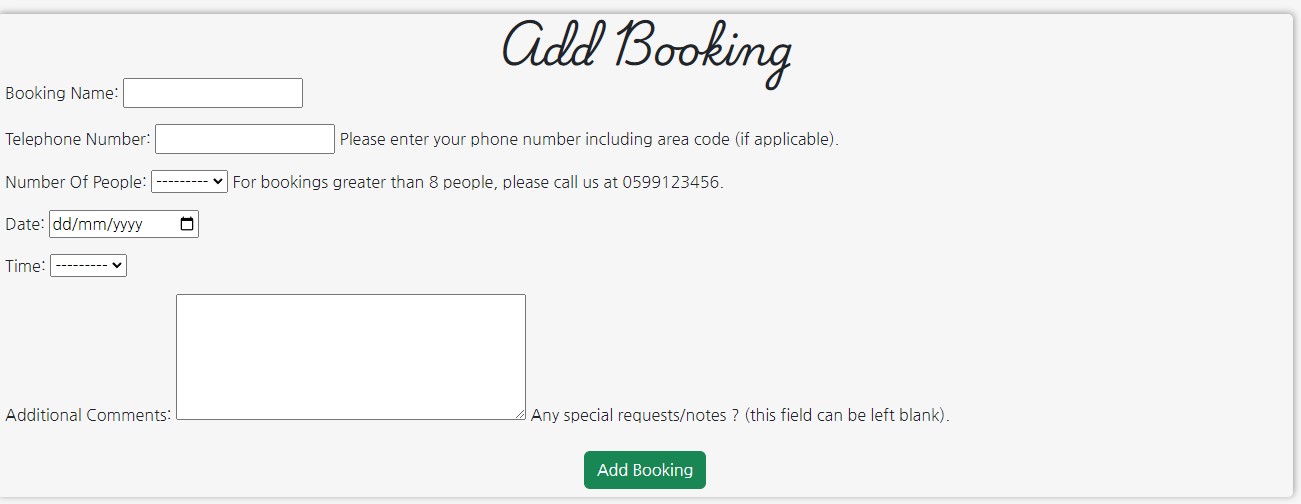 Add Booking
Booking Name:
Telephone Number: Please enter your phone number including area code (if applicable).
Number Of People: --------- For bookings greater than 8 people, please call us at 0599123456.
Date: dd/mm/yyyy
Time: ---------
Additional Comments: Any special requests/notes ? (this field can be left blank).
Add Booking